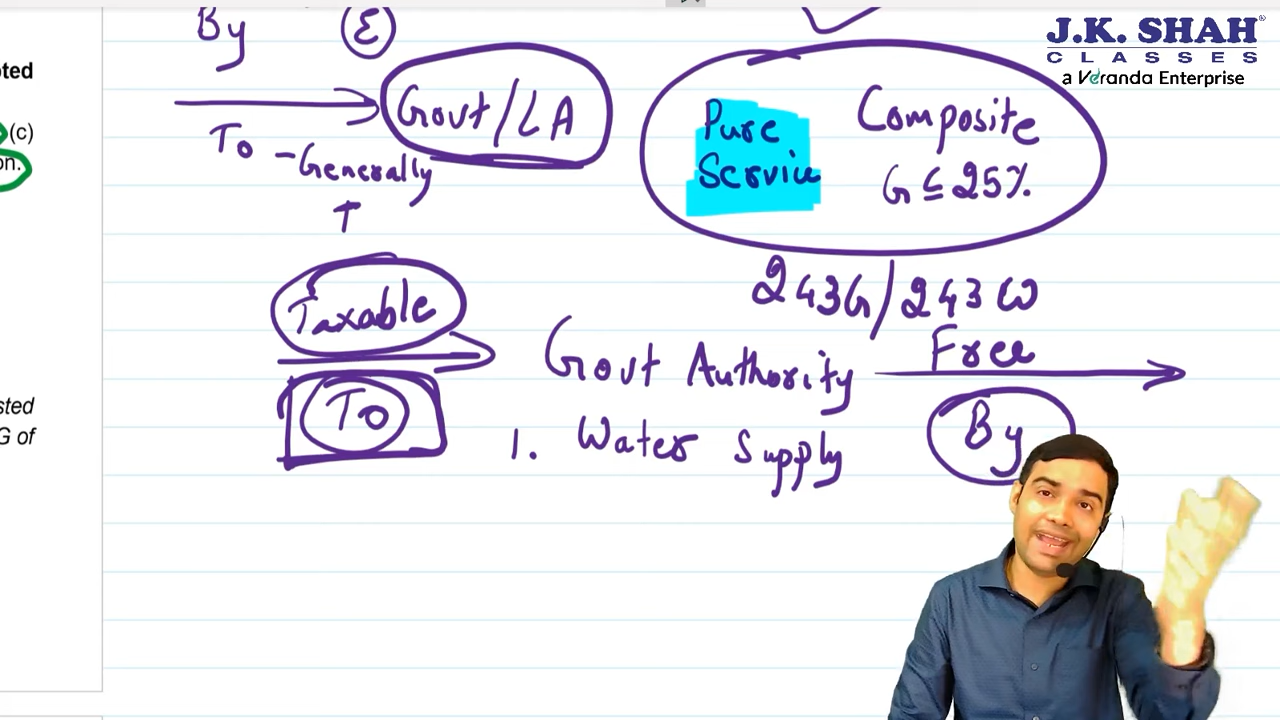 J.K. SHAH
CLASSES
a Veranda Enterprise
By E
oted
(c)
on.
To - Generally
T
Govt/LA
Pure
Service
Composite
G ≤ 25%
243G/243W
Taxable
To
Govt Authority
Free
By
1. Water Supply
sted
G of